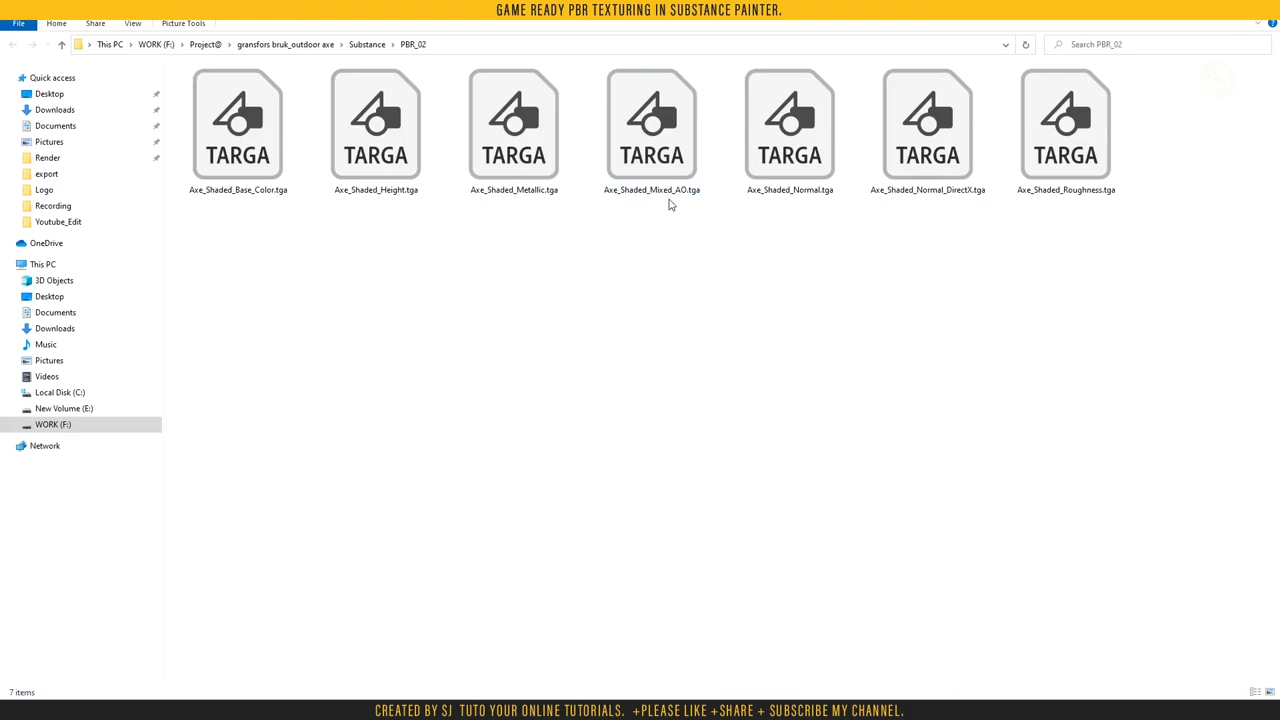 GAME READY PBR TEXTURING IN SUBSTANCE PAINTER.
File Home Share View Picture Tools
This PC WORK (F:) Project@ gransfors bruk_outdoor axe Substance PBR_02
Search PBR_02
Quick access
Desktop
Downloads
Documents
Pictures
Render
export
Logo
Recording
Youtube_Edit
OneDrive
This PC
3D Objects
Desktop
Documents
Downloads
Music
Pictures
Videos
Local Disk (C:)
New Volume (E:)
WORK (F:)
Network
TARGA TARGA TARGA TARGA TARGA TARGA TARGA
Axe_Shaded_Base_Color.tga Axe_Shaded_Height.tga Axe_Shaded_Metallic.tga Axe_Shaded_Mixed_AO.tga Axe_Shaded_Normal.tga Axe_Shaded_Normal_DirectX.tga Axe_Shaded_Roughness.tga
7 items
CREATED BY SJ TUTO YOUR ONLINE TUTORIALS. +PLEASE LIKE +SHARE + SUBSCRIBE MY CHANNEL.